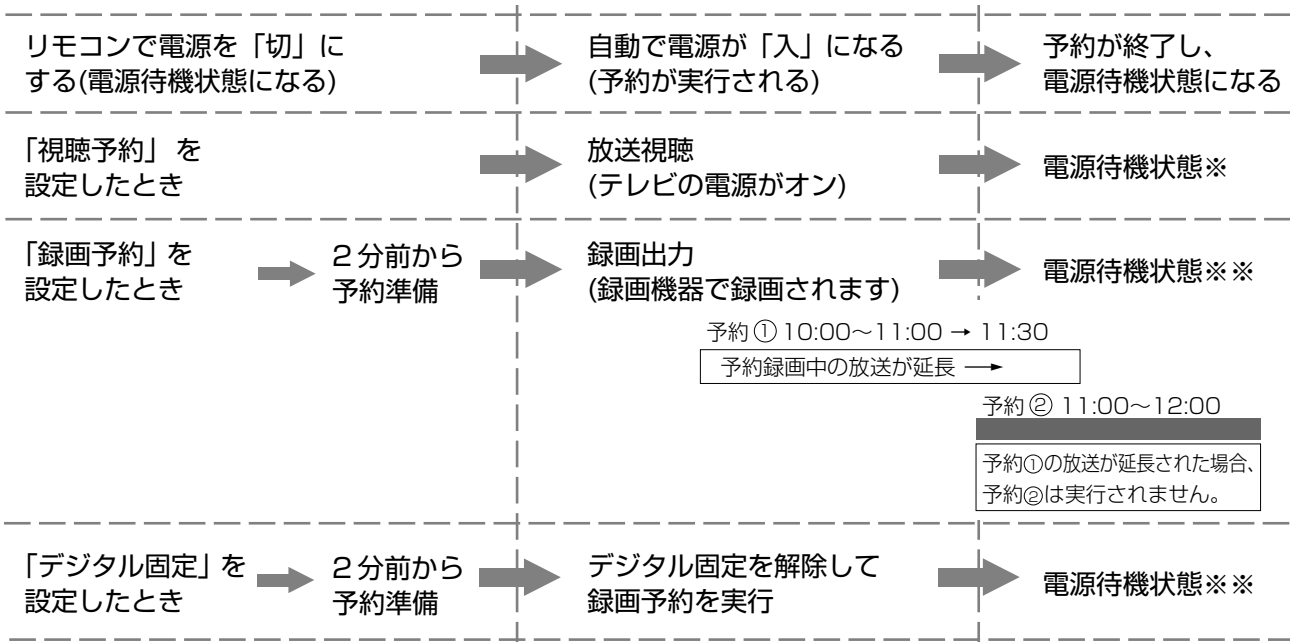 リモコンで電源を「切」に
する(電源待機状態になる)
自動で電源が「入」になる
(予約が実行される)
予約が終了し、
電源待機状態になる
「視聴予約」を
設定したとき
放送視聴
(テレビの電源がオン)
電源待機状態※
「録画予約」を
設定したとき
2分前から
予約準備
録画出力
(録画機器で録画されます)
電源待機状態※※
予約① 10:00～11:00 → 11:30
予約録画中の放送が延長 →
予約② 11:00～12:00
予約①の放送が延長された場合、
予約②は実行されません。
「デジタル固定」を
設定したとき
2分前から
予約準備
デジタル固定を解除して
録画予約を実行
電源待機状態※※